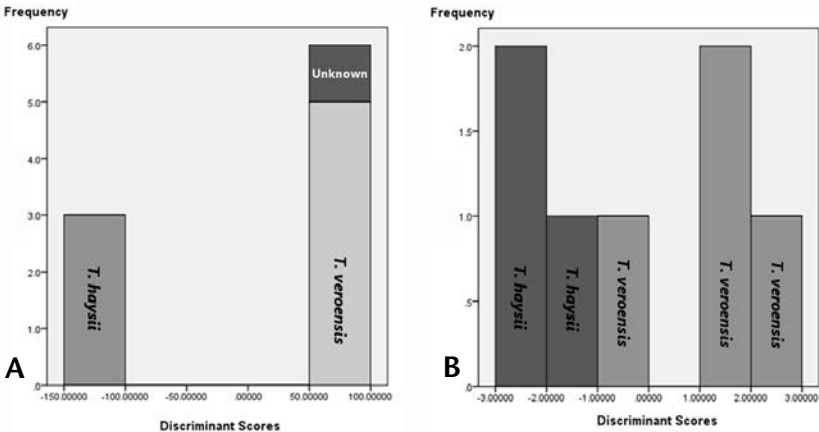 Frequency
6.0
5.0
4.0
3.0
2.0
1.0
.0
Unknown
T. haysii
T. veroensis
-150.00000 -100.00000 -50.00000 .00000 50.00000 100.00000
Discriminant Scores
A
Frequency
2.0
1.5
1.0
.5
.0
T. haysii
T. haysii
T. veroensis
T. veroensis
T. veroensis
-3.00000 -2.00000 -1.00000 .00000 1.00000 2.00000 3.00000
Discriminant Scores
B